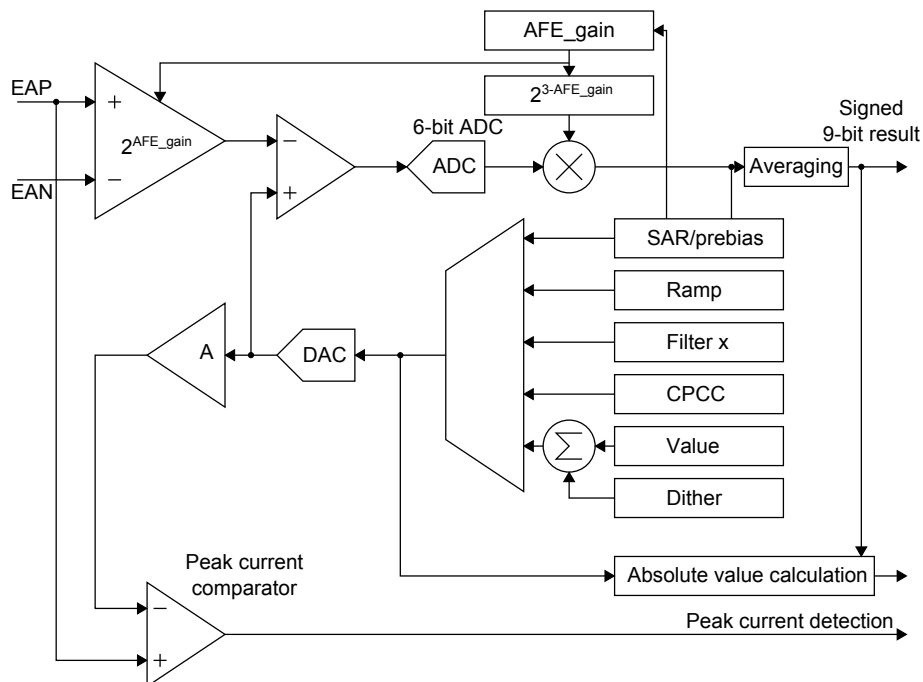 AFE_gain
2^3-AFE_gain
EAP
+
2^AFE_gain
−
EAN
−
+
6-bit ADC
ADC
Signed
9-bit result
Averaging
SAR/prebias
Ramp
Filter x
CPCC
Value
Dither
A
DAC
Σ
Absolute value calculation
Peak current
comparator
−
+
Peak current detection